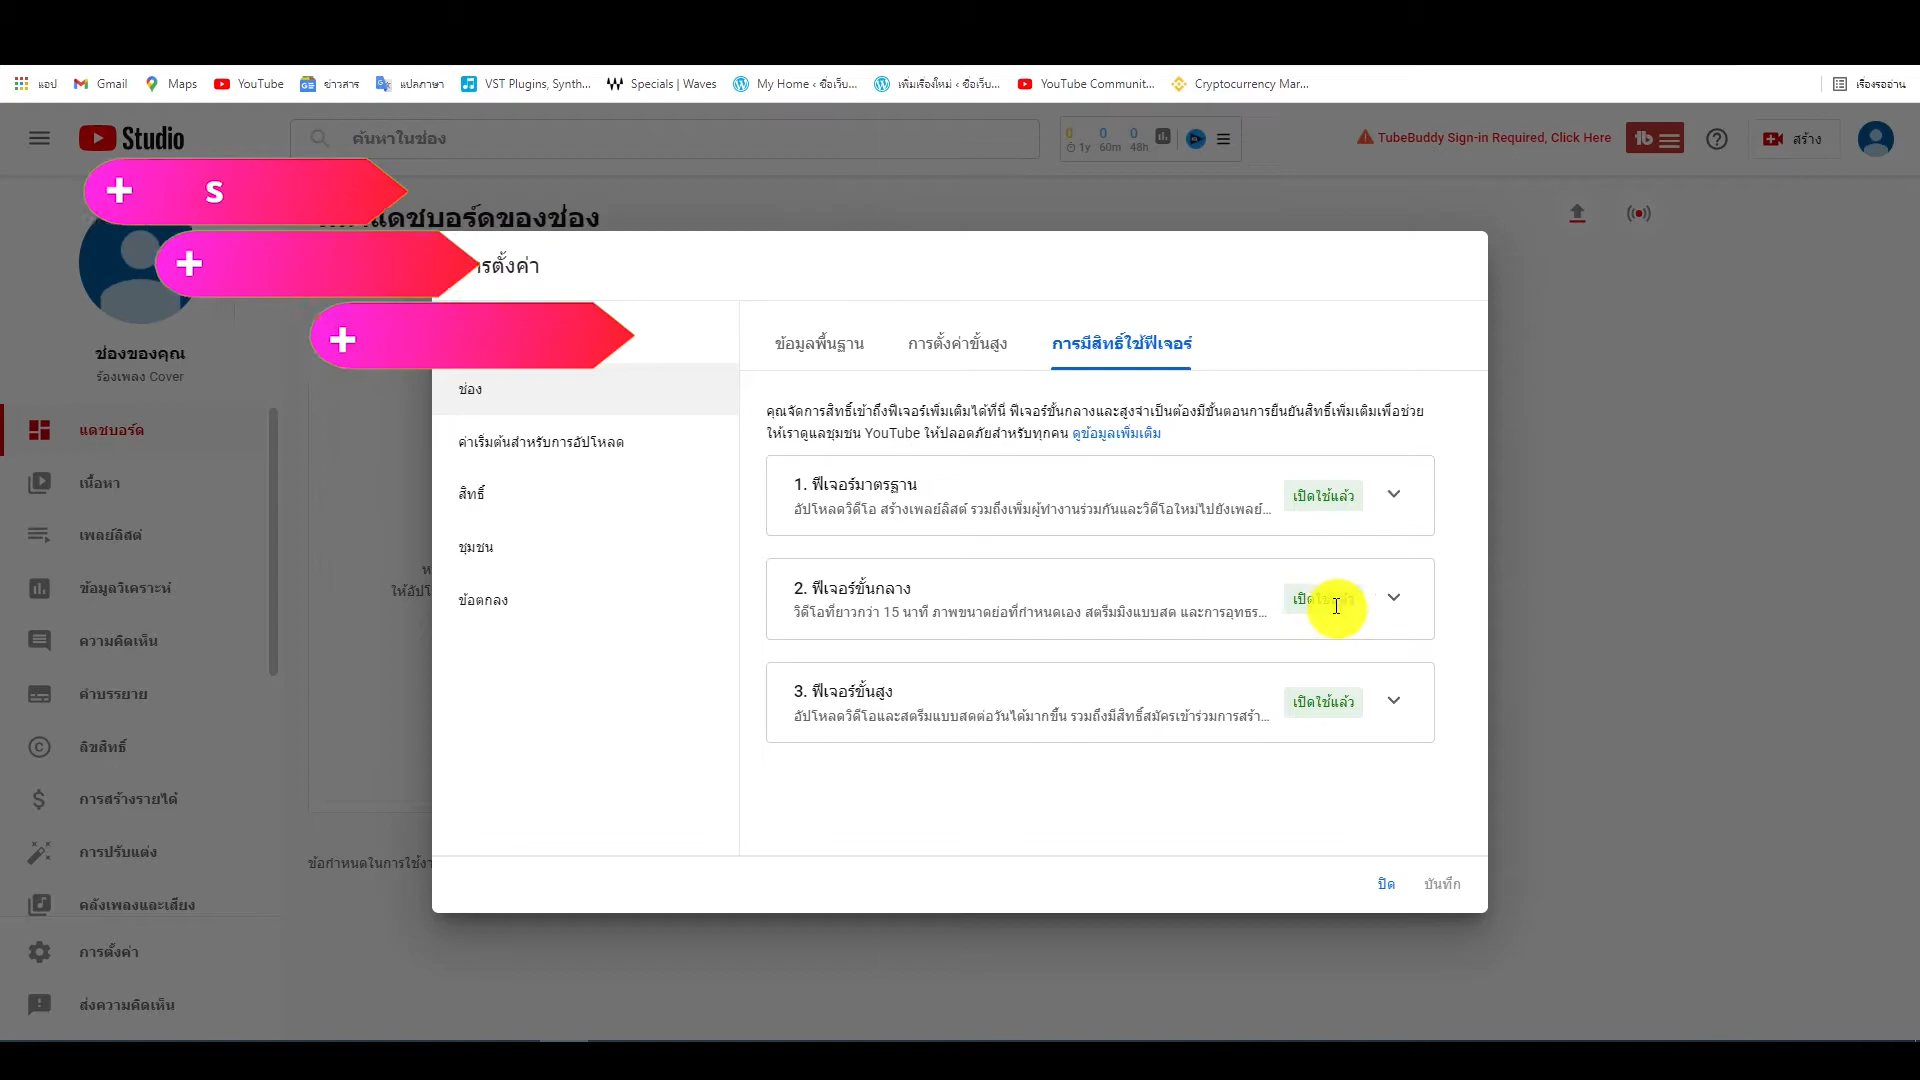 แอป
Gmail
Maps
YouTube
ข่าวสาร
แปลภาษา
VST Plugins, Synth...
Specials | Waves
My Home ‹ ชื่อเว็บ...
เพิ่มเรื่องใหม่ ‹ ชื่อเว็บ...
YouTube Communit...
Cryptocurrency Mar...
เรื่องรออ่าน
Studio
ค้นหาในช่อง
0 0 0
1y 60m 48h
TubeBuddy Sign-in Required, Click Here
tb
สร้าง
+ S
แดชบอร์ดของช่อง
+
+
ช่องของคุณ
ร้องเพลง Cover
แดชบอร์ด
เนื้อหา
เพลย์ลิสต์
ข้อมูลวิเคราะห์
ความคิดเห็น
คำบรรยาย
ลิขสิทธิ์
การสร้างรายได้
การปรับแต่ง
คลังเพลงและเสียง
การตั้งค่า
ส่งความคิดเห็น
ให้อัปโ
ข้อกำหนดในการใช้งา
รตั้งค่า
ช่อง
ค่าเริ่มต้นสำหรับการอัปโหลด
สิทธิ์
ชุมชน
ข้อตกลง
ข้อมูลพื้นฐาน
การตั้งค่าขั้นสูง
การมีสิทธิ์ใช้ฟีเจอร์
คุณจัดการสิทธิ์เข้าถึงฟีเจอร์เพิ่มเติมได้ที่นี่ ฟีเจอร์ขั้นกลางและสูงจำเป็นต้องมีขั้นตอนการยืนยันสิทธิ์เพิ่มเติมเพื่อช่วย
ให้เราดูแลชุมชน YouTube ให้ปลอดภัยสำหรับทุกคน ดูข้อมูลเพิ่มเติม
1. ฟีเจอร์มาตรฐาน
อัปโหลดวิดีโอ สร้างเพลย์ลิสต์ รวมถึงเพิ่มผู้ทำงานร่วมกันและวิดีโอใหม่ไปยังเพลย์...
เปิดใช้แล้ว
2. ฟีเจอร์ขั้นกลาง
วิดีโอที่ยาวกว่า 15 นาที ภาพขนาดย่อที่กำหนดเอง สตรีมมิงแบบสด และการอุทธร...
เปิดใช้แล้ว
3. ฟีเจอร์ขั้นสูง
อัปโหลดวิดีโอและสตรีมแบบสดต่อวันได้มากขึ้น รวมถึงมีสิทธิ์สมัครเข้าร่วมการสร้า...
เปิดใช้แล้ว
ปิด
บันทึก